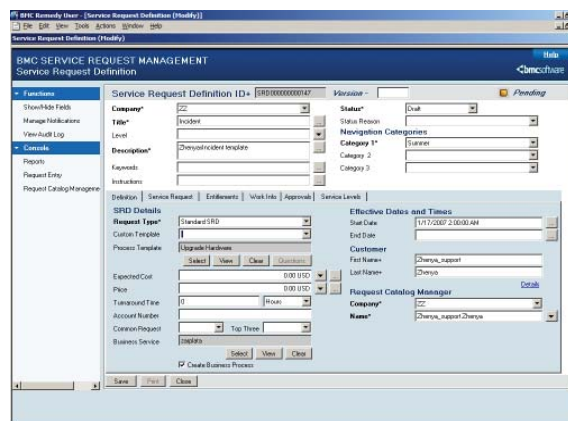 BMC Remedy User - [Service Request Definition (Modify)]
File Edit View Tools Actions Window Help
Service Request Definition (Modify)
Help
BMC SERVICE REQUEST MANAGEMENT
Service Request Definition
<bmcsoftware
Functions
Show/Hide Fields
Manage Notifications
View Audit Log
Console
Reports
Request Entry
Request Catalog Manageme
Service Request Definition ID+ SRD000000000147 Version - Pending
Company* ZZ
Title* Incident
Level
Description* Zhenya Incident template
Keywords
Instructions
Status* Draft
Status Reason
Navigation Categories
Category 1* Summer
Category 2
Category 3
Definition Service Request Entitlements Work Info Approvals Service Levels
SRD Details
Request Type* Standard SRD
Custom Template
Process Template Upgrade Hardware
Select View Clear Questions
Expected Cost 0.00 USD
Price 0.00 USD
Turnaround Time 0 Hours
Account Number
Common Request Top Three
Business Service zaplata
Select View Clear
Create Business Process
Effective Dates and Times
Start Date 1/17/2007 2:00:00 AM
End Date
Customer
First Name+ Zhenya_support
Last Name+ Zhenya
Details
Request Catalog Manager
Company* ZZ
Name* Zhenya_support Zhenya
Save Print Close